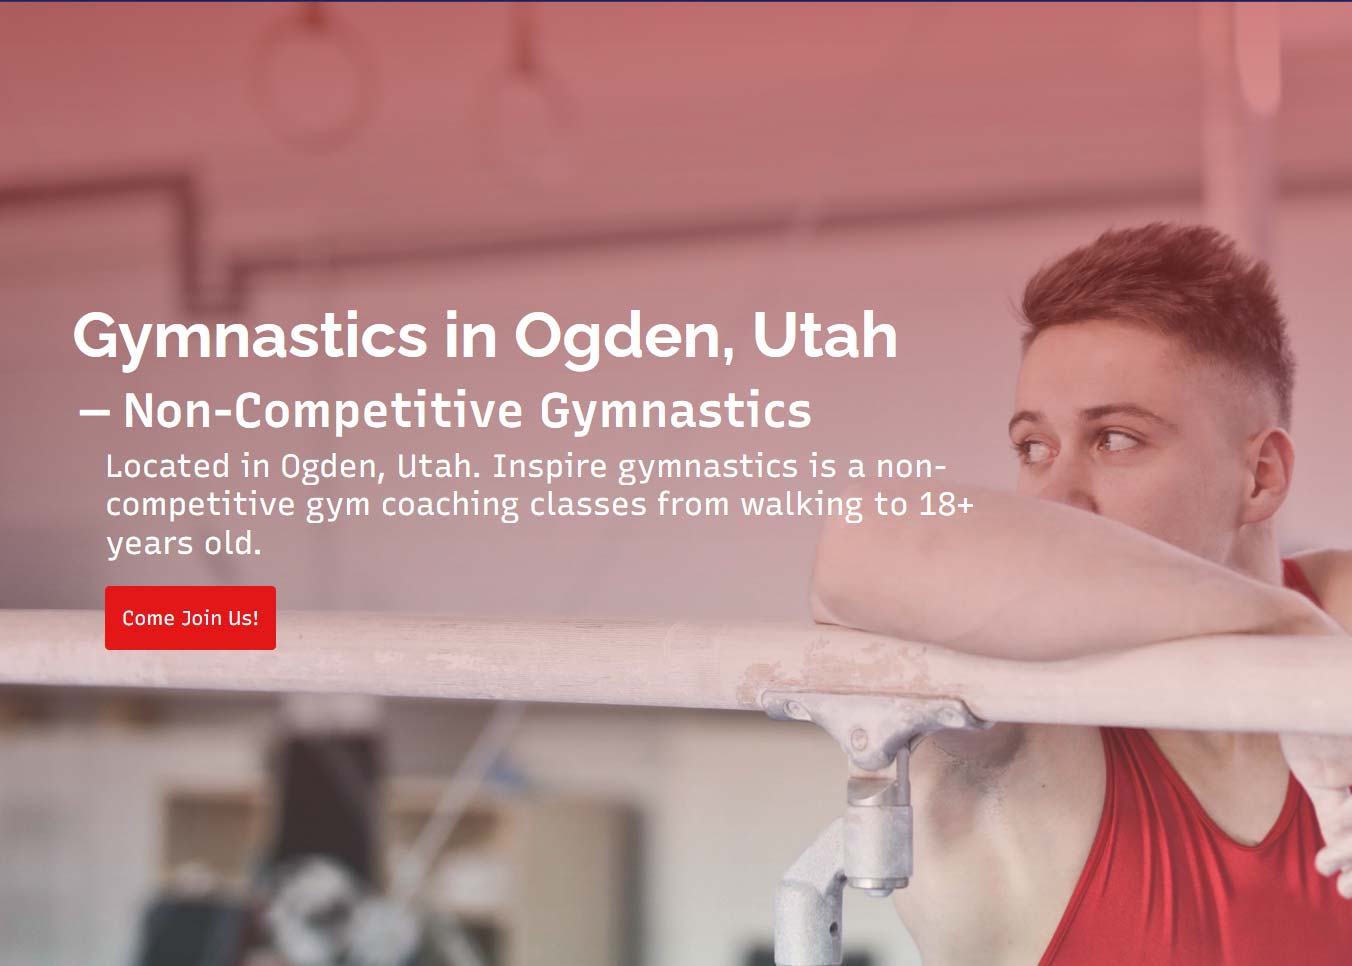 Gymnastics in Ogden, Utah
– Non-Competitive Gymnastics
Located in Ogden, Utah. Inspire gymnastics is a non-
competitive gym coaching classes from walking to 18+
years old.
Come Join Us!